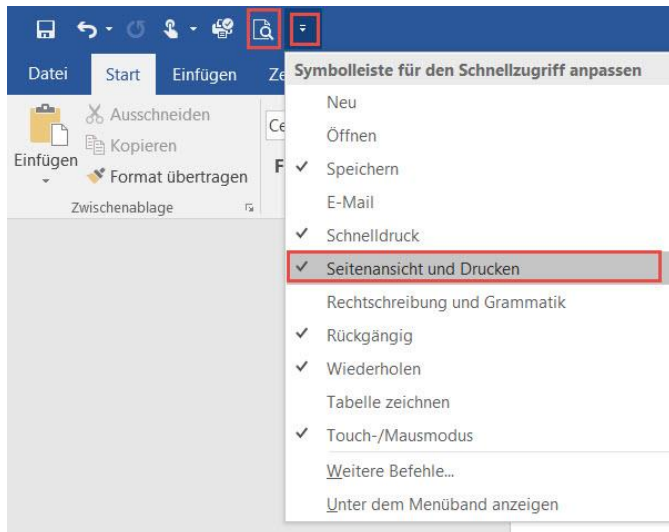 Datei Start Einfügen Ze
Symbolleiste für den Schnellzugriff anpassen
Neu
Öffnen
Speichern
E-Mail
Schnelldruck
Seitenansicht und Drucken
Rechtschreibung und Grammatik
Rückgängig
Wiederholen
Tabelle zeichnen
Touch-/Mausmodus
Weitere Befehle...
Unter dem Menüband anzeigen
Einfügen
Ausschneiden
Kopieren
Format übertragen
Zwischenablage
Ce
F